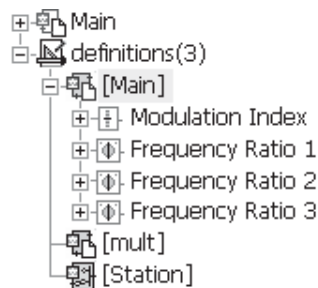 Main
definitions(3)
[Main]
Modulation Index
Frequency Ratio 1
Frequency Ratio 2
Frequency Ratio 3
[mult]
[Station]